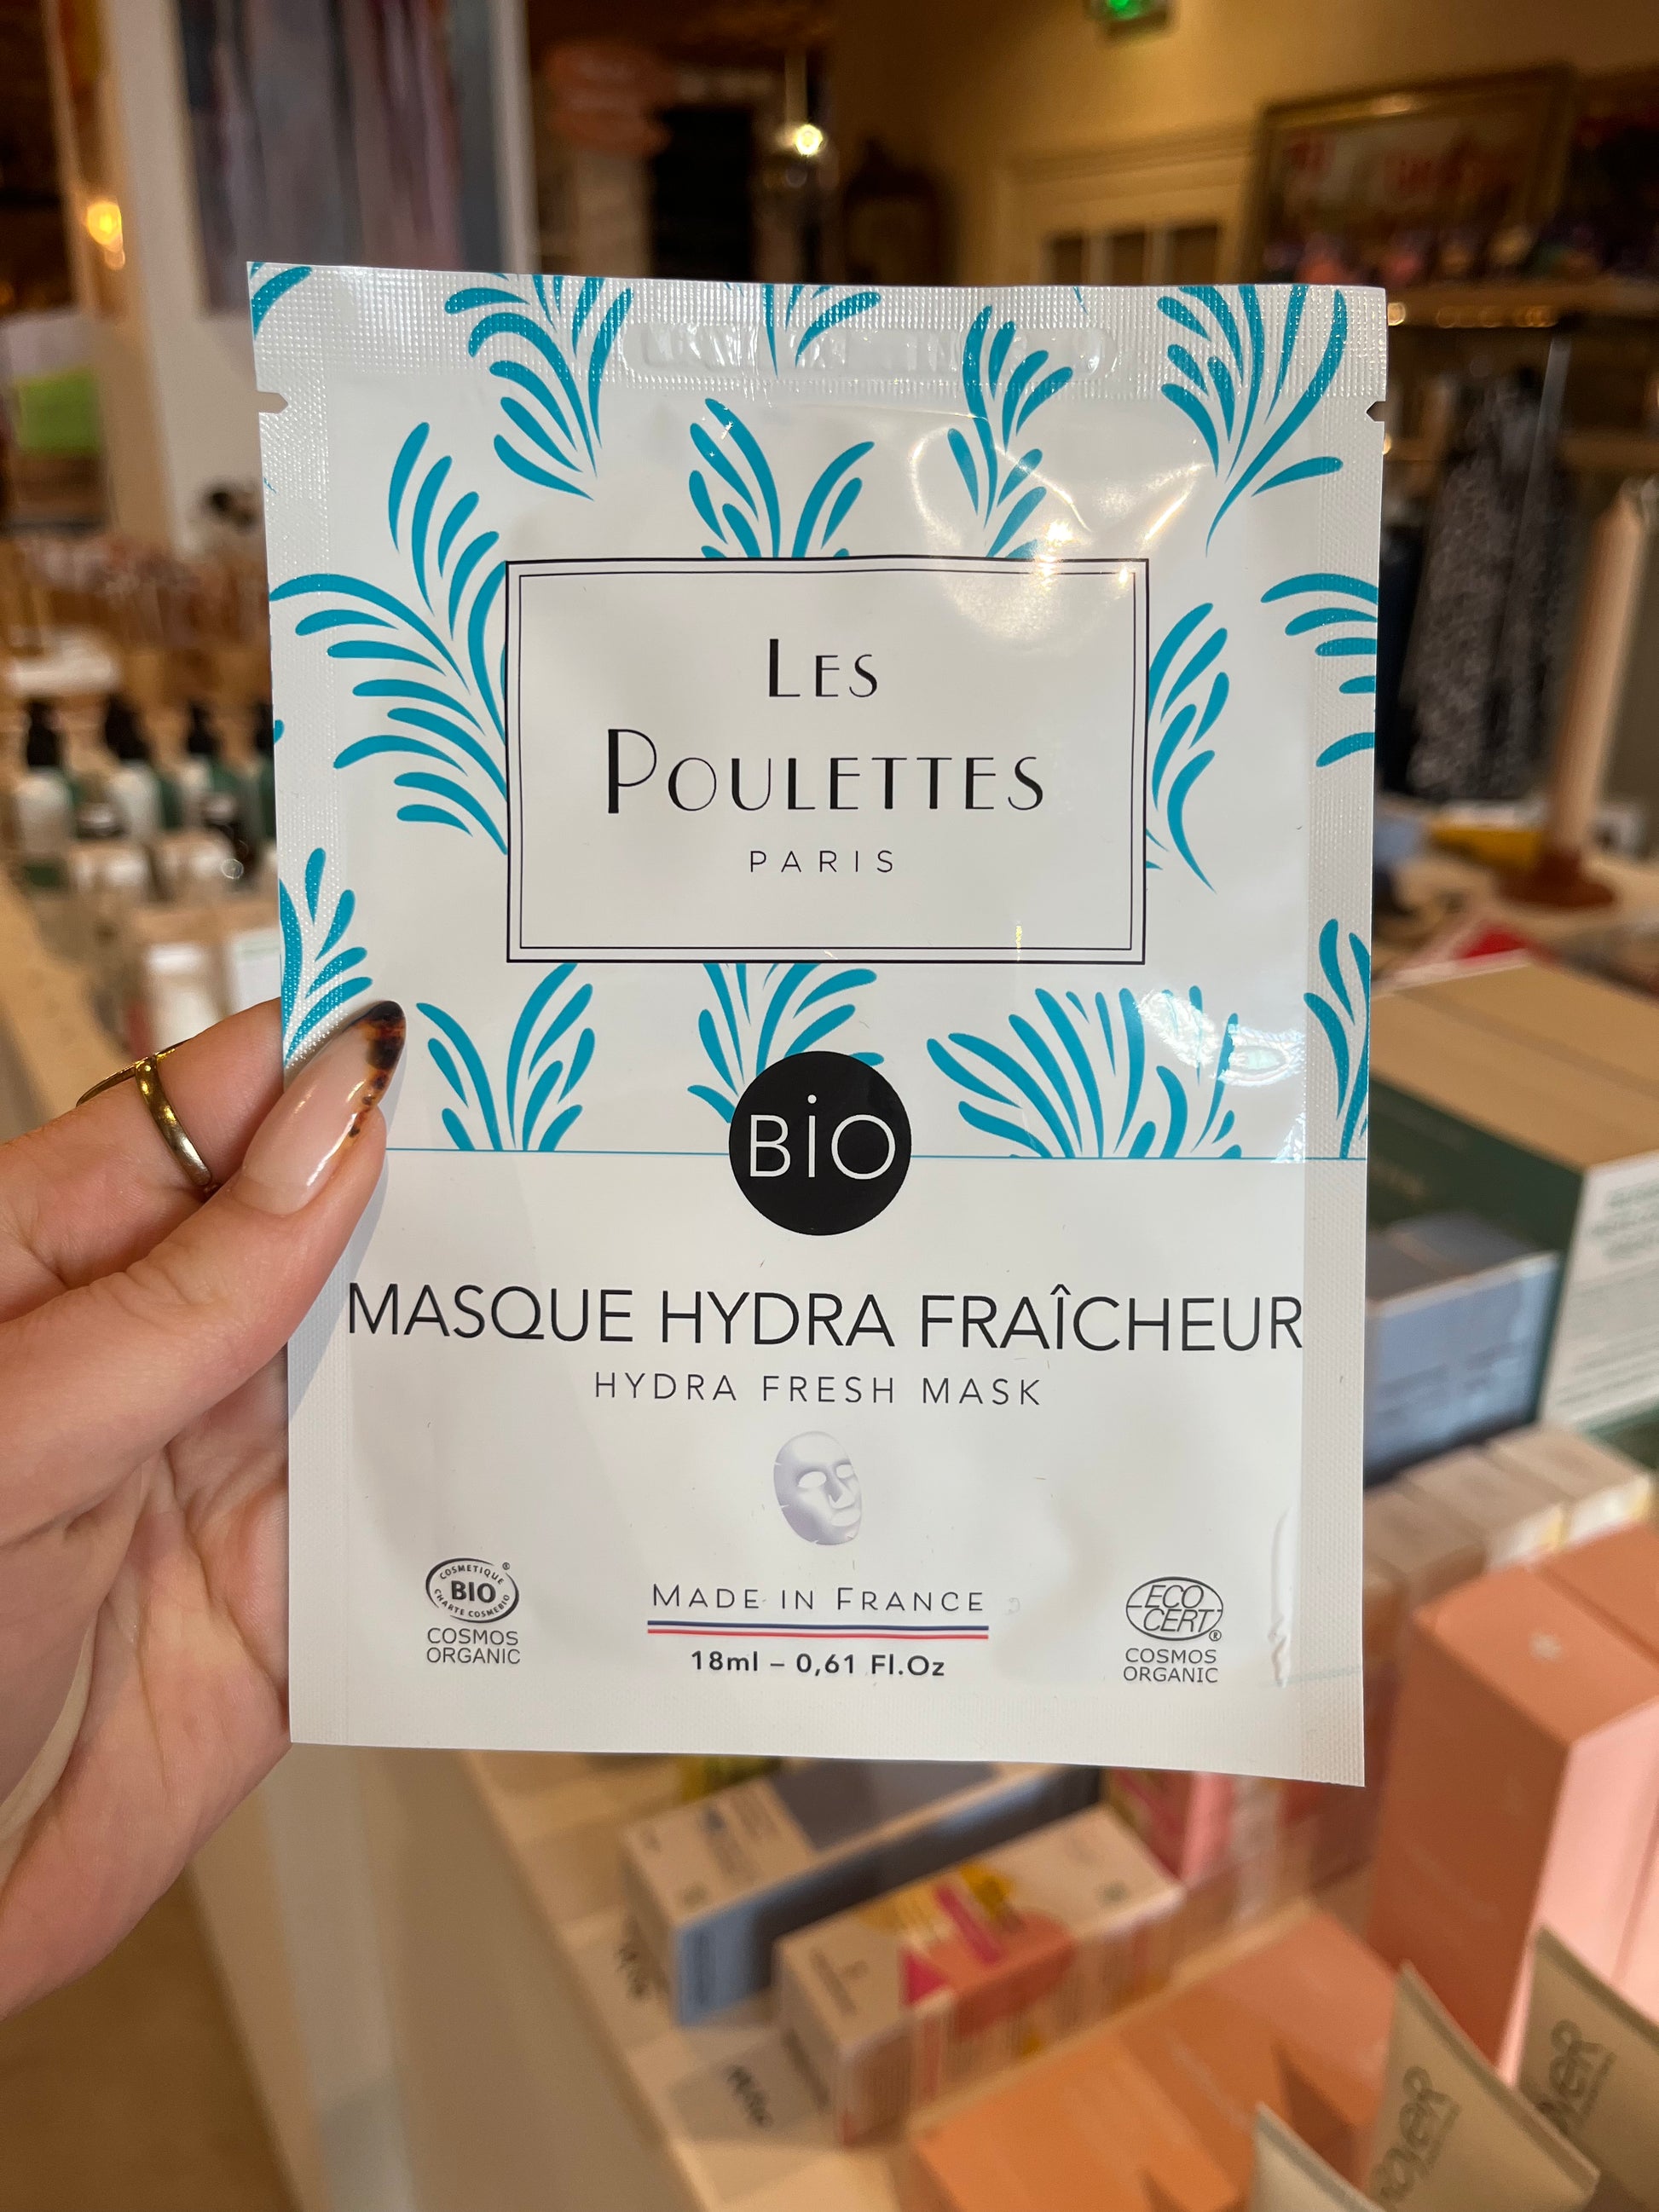 LES
POULETTES
PARIS
BIO
MASQUE HYDRA FRAÎCHEUR
HYDRA FRESH MASK
COSMETIQUE
BIO
CHARTE COSMEBIO
®
COSMOS
ORGANIC
MADE IN FRANCE
18ml – 0,61 Fl.Oz
ECO
CERT
®
COSMOS
ORGANIC